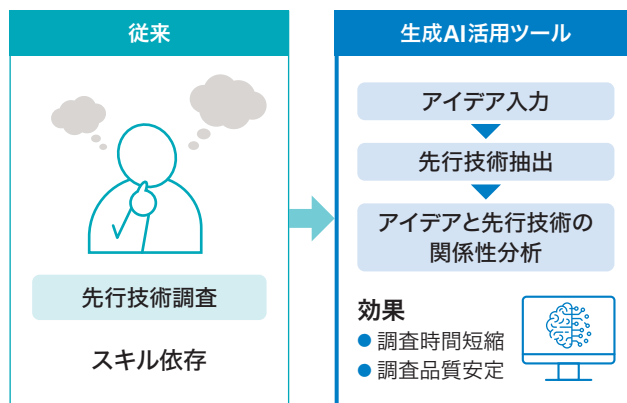 従来
先行技術調査
スキル依存
生成AI活用ツール
アイデア入力
先行技術抽出
アイデアと先行技術の
関係性分析
効果
● 調査時間短縮
● 調査品質安定